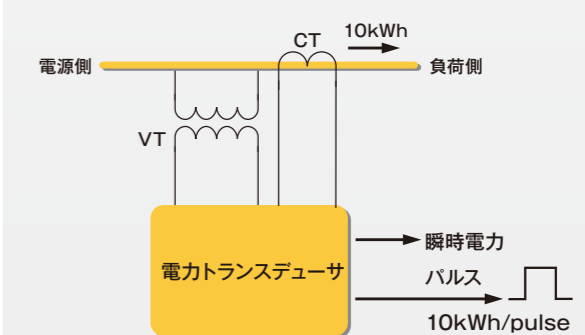 10kWh
CT
電源側
負荷側
VT
電力トランスデューサ
瞬時電力
パルス
10kWh/pulse